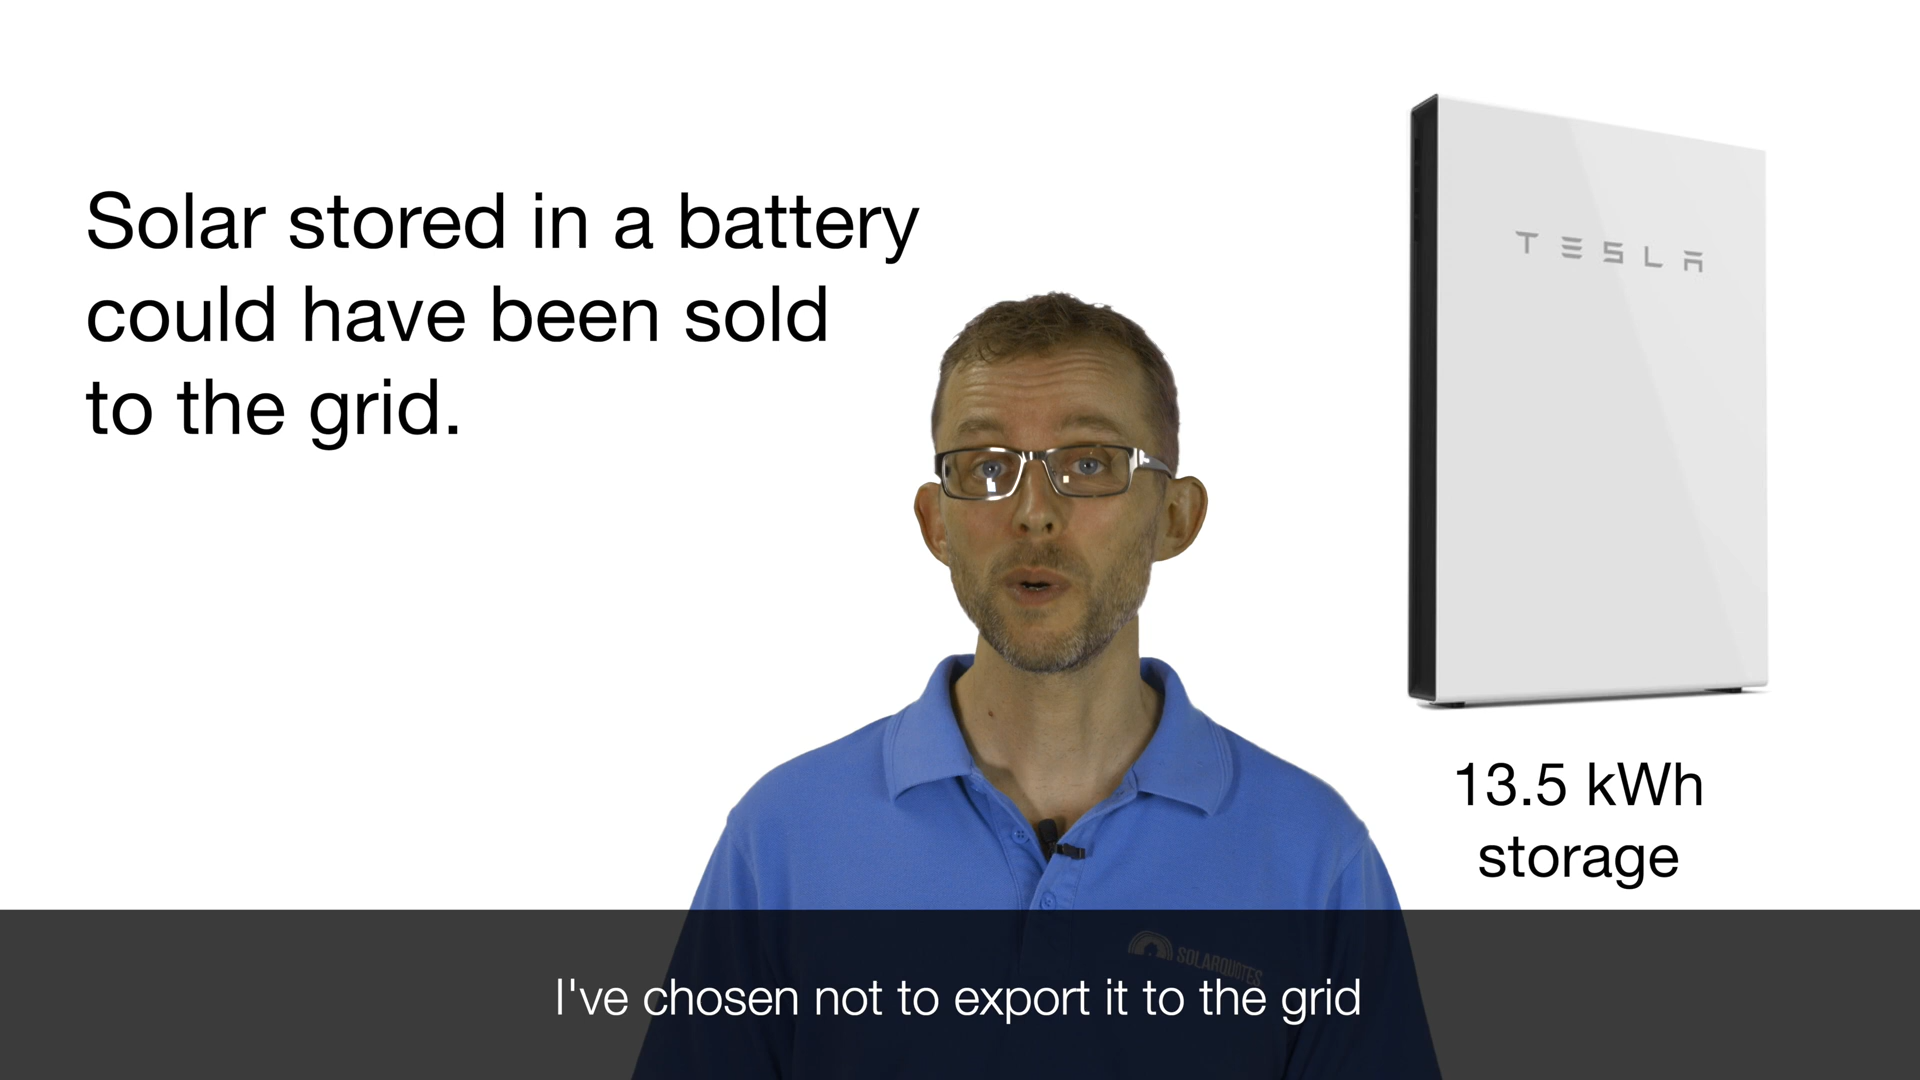 Solar stored in a battery
could have been sold
to the grid.
TESLA
13.5 kWh
storage
SOLARQUOTES
I've chosen not to export it to the grid